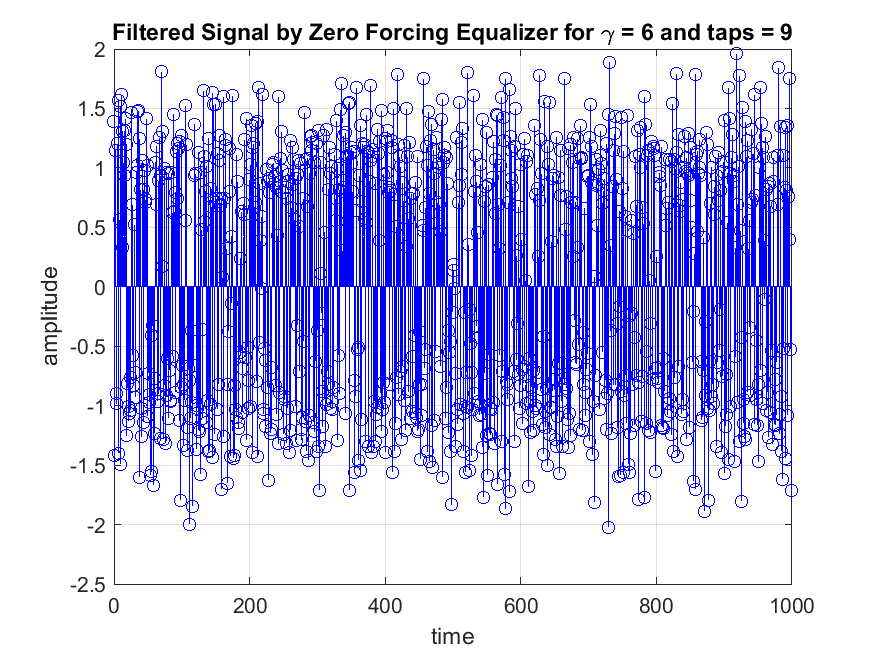 Filtered Signal by Zero Forcing Equalizer for γ = 6 and taps = 9
2
1.5
1
0.5
0
-0.5
-1
-1.5
-2
-2.5
amplitude
0 200 400 600 800 1000
time